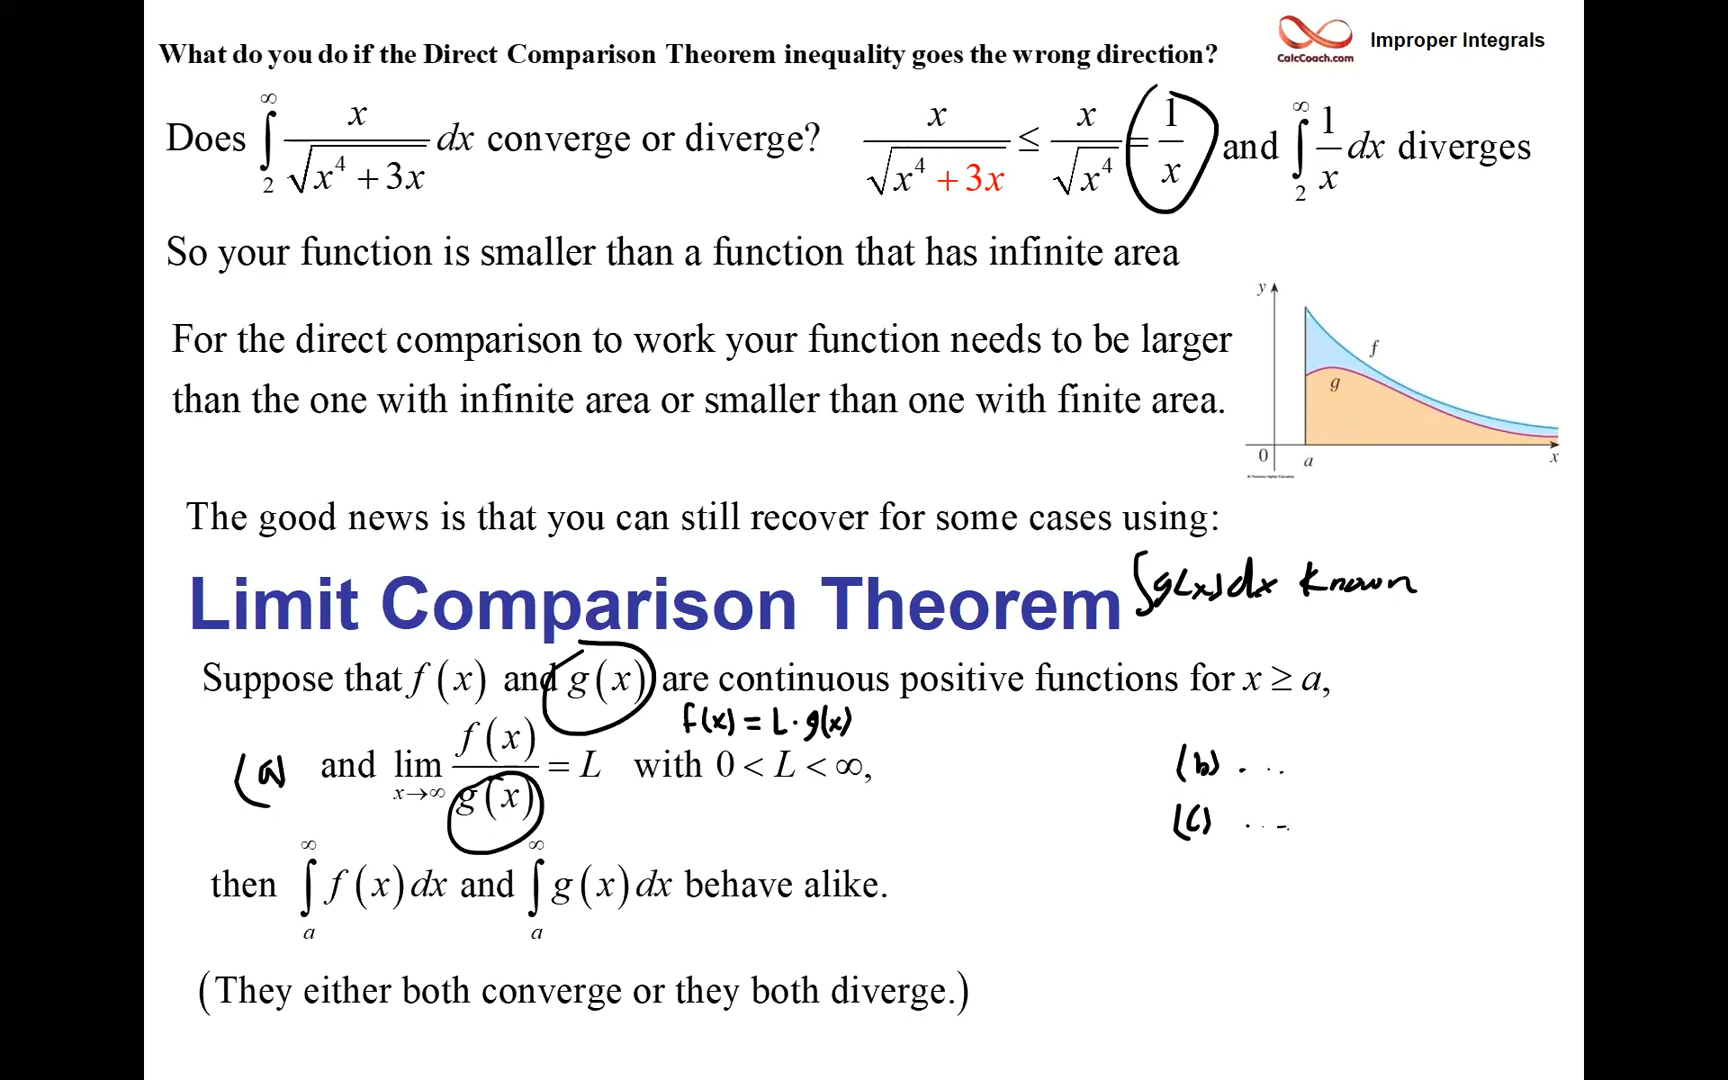 What do you do if the Direct Comparison Theorem inequality goes the wrong direction?
CalcCoach.com
Improper Integrals
Does ∫₂^∞ x/√(x⁴ + 3x) dx converge or diverge? x/√(x⁴ + 3x) ≤ x/√(x⁴) = 1/x and ∫₂^∞ 1/x dx diverges
So your function is smaller than a function that has infinite area
For the direct comparison to work your function needs to be larger
than the one with infinite area or smaller than one with finite area.
y
f
g
0 a x
The good news is that you can still recover for some cases using:
Limit Comparison Theorem ∫g(x)dx known
Suppose that f(x) and g(x) are continuous positive functions for x ≥ a,
f(x) = L · g(x)
(a) and lim x→∞ f(x)/g(x) = L with 0 < L < ∞,
(b) . ..
(c) . . -
then ∫ₐ^∞ f(x)dx and ∫ₐ^∞ g(x)dx behave alike.
(They either both converge or they both diverge.)